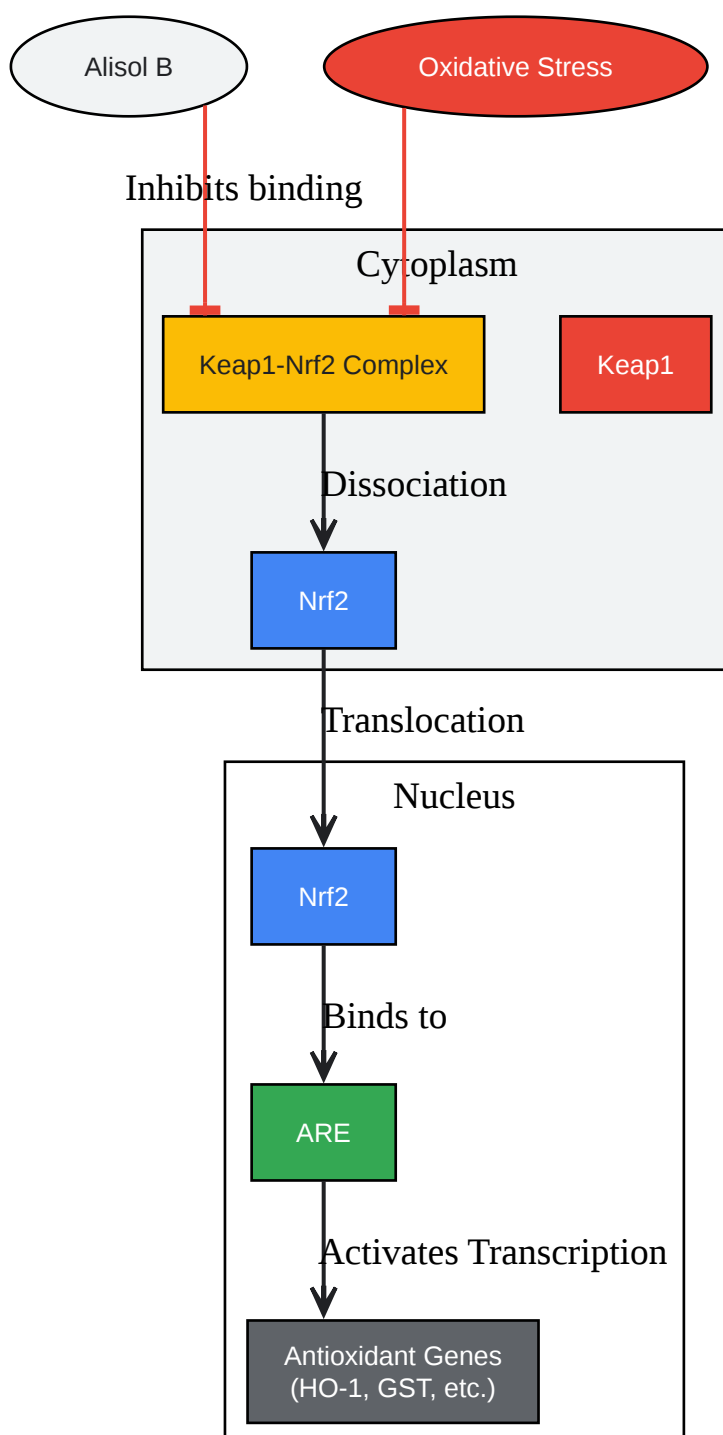 Alisol B
Oxidative Stress
Inhibits binding
Cytoplasm
Keap1-Nrf2 Complex
Keap1
Dissociation
Nrf2
Translocation
Nucleus
Nrf2
Binds to
ARE
Activates Transcription
Antioxidant Genes
(HO-1, GST, etc.)